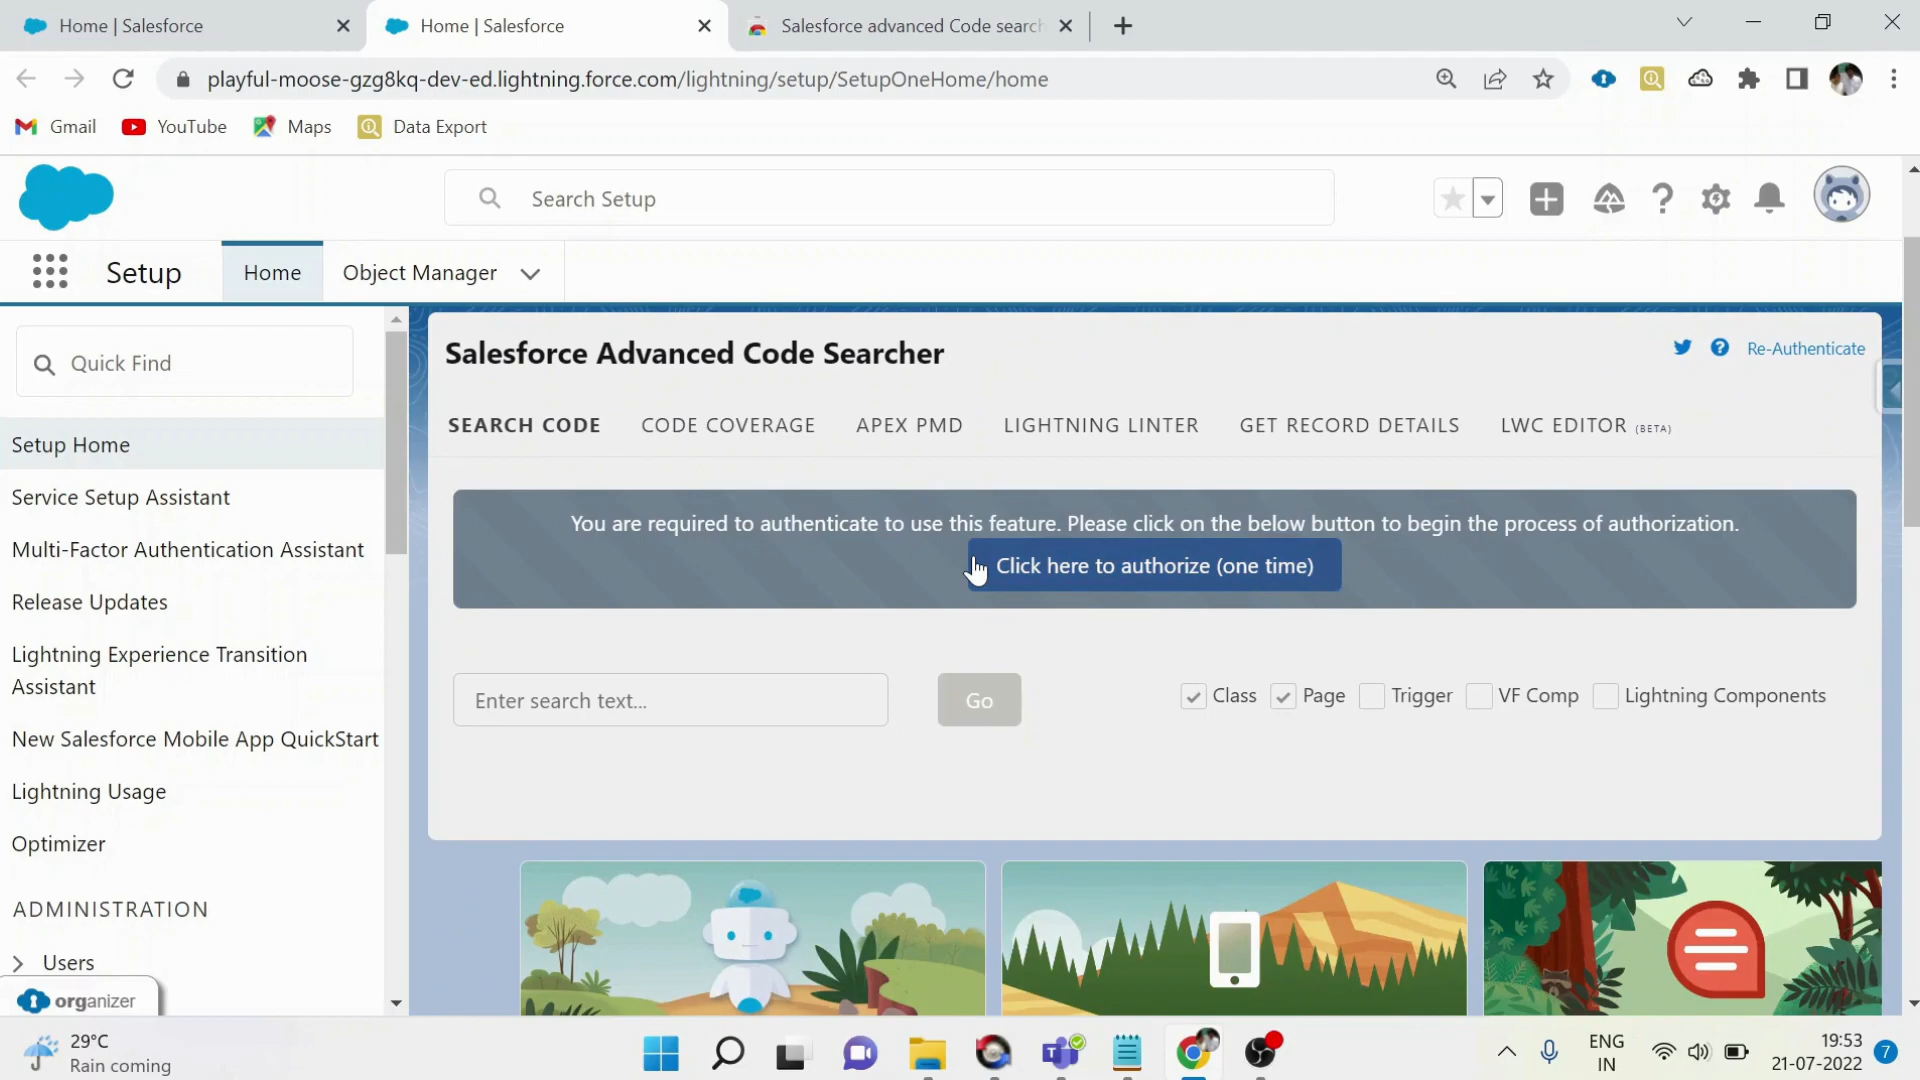 Home | Salesforce
Home | Salesforce
Salesforce advanced Code search
playful-moose-gzg8kq-dev-ed.lightning.force.com/lightning/setup/SetupOneHome/home
Gmail
YouTube
Maps
Data Export
Search Setup
Setup
Home
Object Manager
Quick Find
Setup Home
Service Setup Assistant
Multi-Factor Authentication Assistant
Release Updates
Lightning Experience Transition
Assistant
New Salesforce Mobile App QuickStart
Lightning Usage
Optimizer
ADMINISTRATION
Users
organizer
Salesforce Advanced Code Searcher
Re-Authenticate
SEARCH CODE
CODE COVERAGE
APEX PMD
LIGHTNING LINTER
GET RECORD DETAILS
LWC EDITOR (BETA)
You are required to authenticate to use this feature. Please click on the below button to begin the process of authorization.
Click here to authorize (one time)
Enter search text...
Go
Class
Page
Trigger
VF Comp
Lightning Components
29°C
Rain coming
ENG
IN
19:53
21-07-2022
7